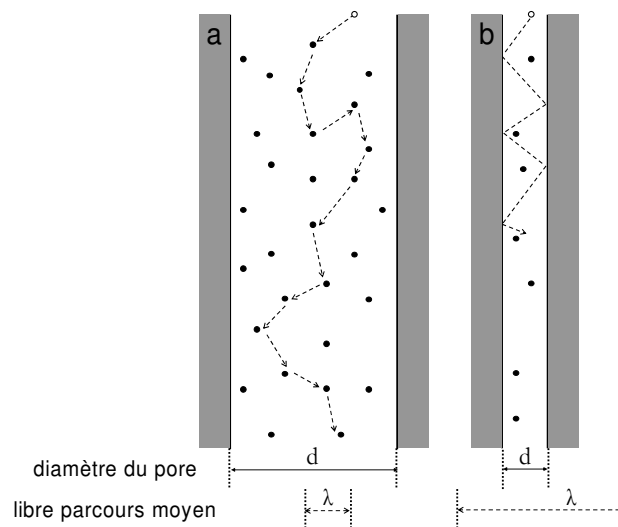 a b
diamètre du pore d d
libre parcours moyen λ λ